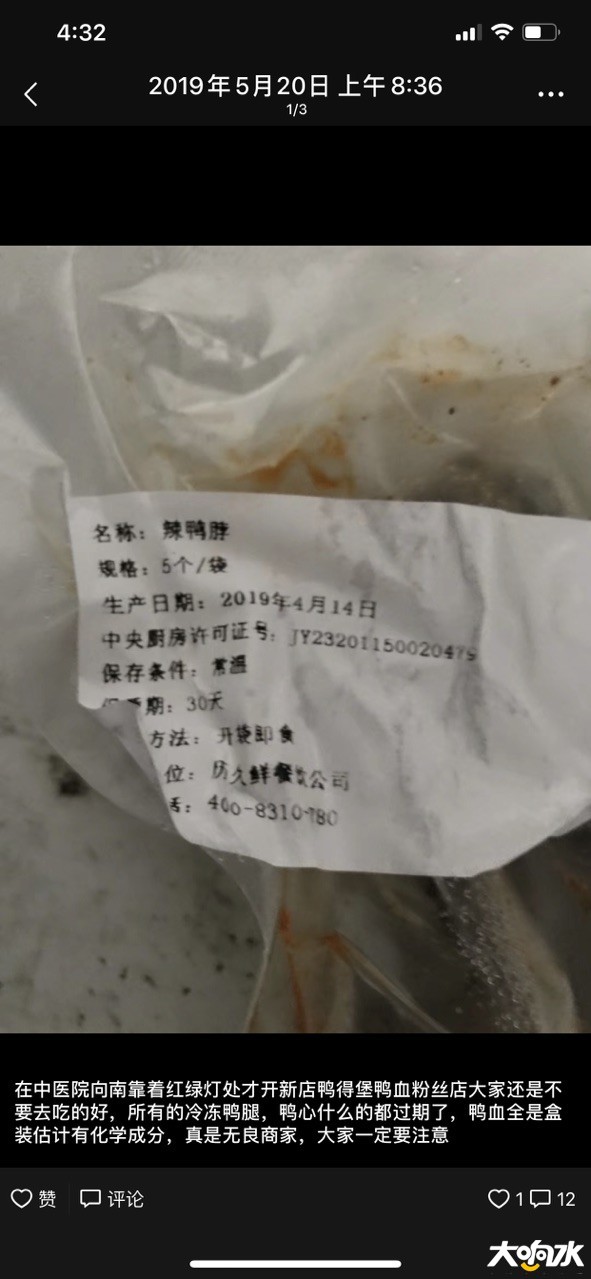 4:32
2019年5月20日 上午8:36
1/3
名称：辣鸭脖
规格：5个/袋
生产日期：2019年4月14日
中央厨房许可证号：JY23201150020479
保存条件：常温
期：30天
方法：开袋即食
位：历久鲜餐饮公司
话：400-8310-780
在中医院向南靠着红绿灯处才开新店鸭得堡鸭血粉丝店大家还是不
要去吃的好，所有的冷冻鸭腿，鸭心什么的都过期了，鸭血全是盒
装估计有化学成分，真是无良商家，大家一定要注意
赞 评论 1 12
大响水